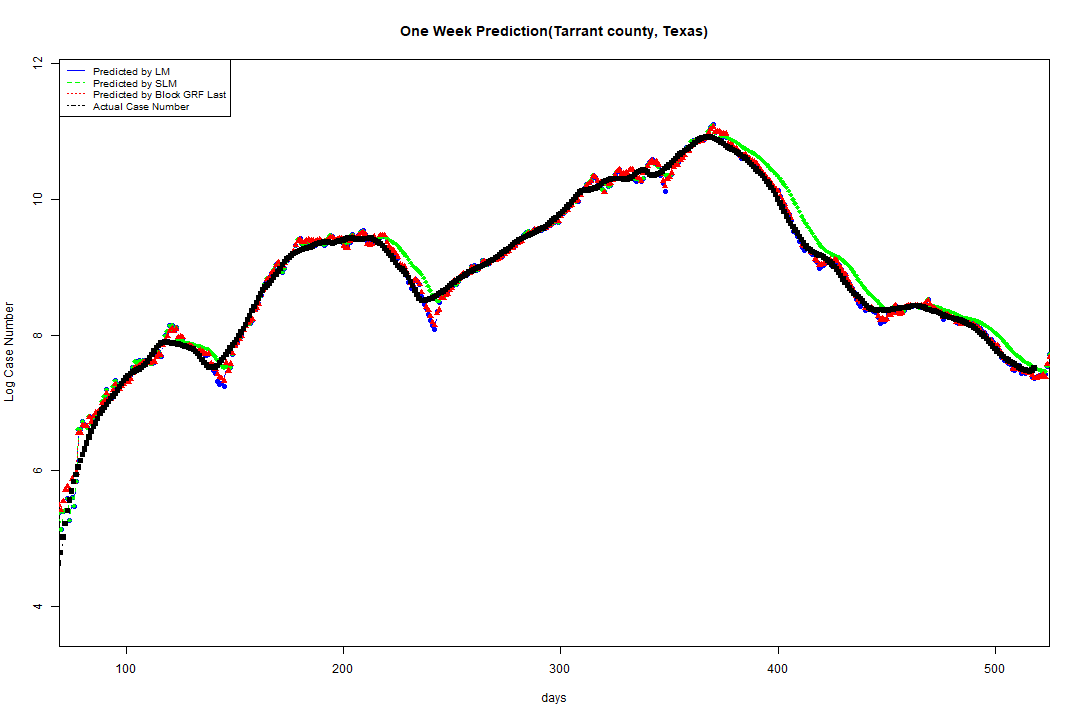 One Week Prediction(Tarrant county, Texas)
Predicted by LM
Predicted by SLM
Predicted by Block GRF Last
Actual Case Number
12
10
8
6
4
Log Case Number
100 200 300 400 500
days